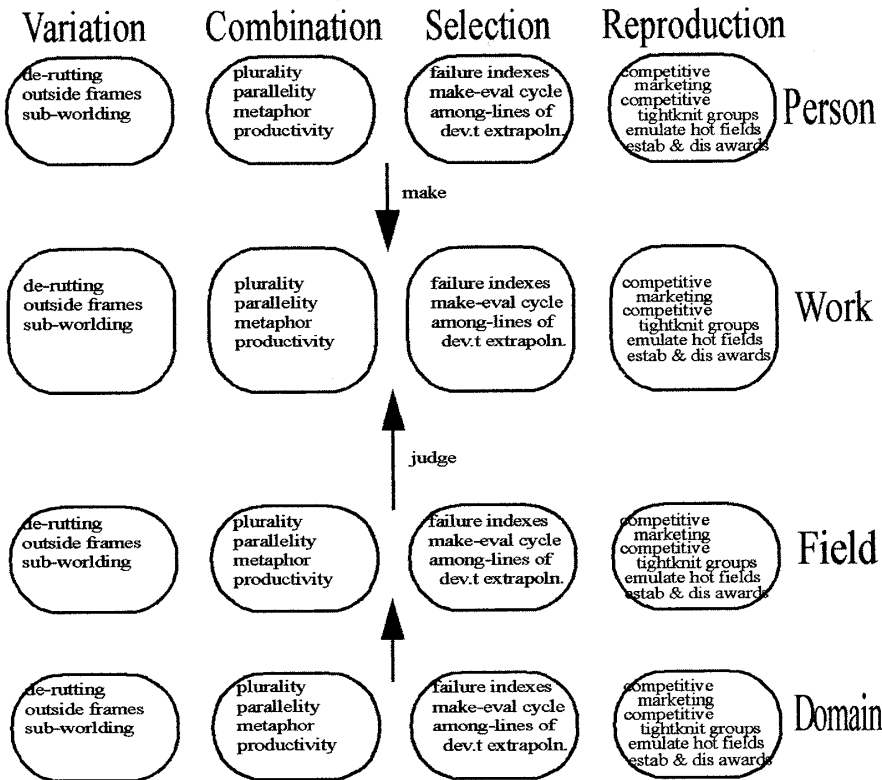 Variation Combination Selection Reproduction
de-rutting
outside frames
sub-worlding
plurality
parallelity
metaphor
productivity
failure indexes
make-eval cycle
among-lines of
dev.t extrapoln.
competitive
marketing
competitive
tightknit groups
emulate hot fields
estab & dis awards
Person
make
de-rutting
outside frames
sub-worlding
plurality
parallelity
metaphor
productivity
failure indexes
make-eval cycle
among-lines of
dev.t extrapoln.
competitive
marketing
competitive
tightknit groups
emulate hot fields
estab & dis awards
Work
judge
de-rutting
outside frames
sub-worlding
plurality
parallelity
metaphor
productivity
failure indexes
make-eval cycle
among-lines of
dev.t extrapoln.
competitive
marketing
competitive
tightknit groups
emulate hot fields
estab & dis awards
Field
de-rutting
outside frames
sub-worlding
plurality
parallelity
metaphor
productivity
failure indexes
make-eval cycle
among-lines of
dev.t extrapoln.
competitive
marketing
competitive
tightknit groups
emulate hot fields
estab & dis awards
Domain